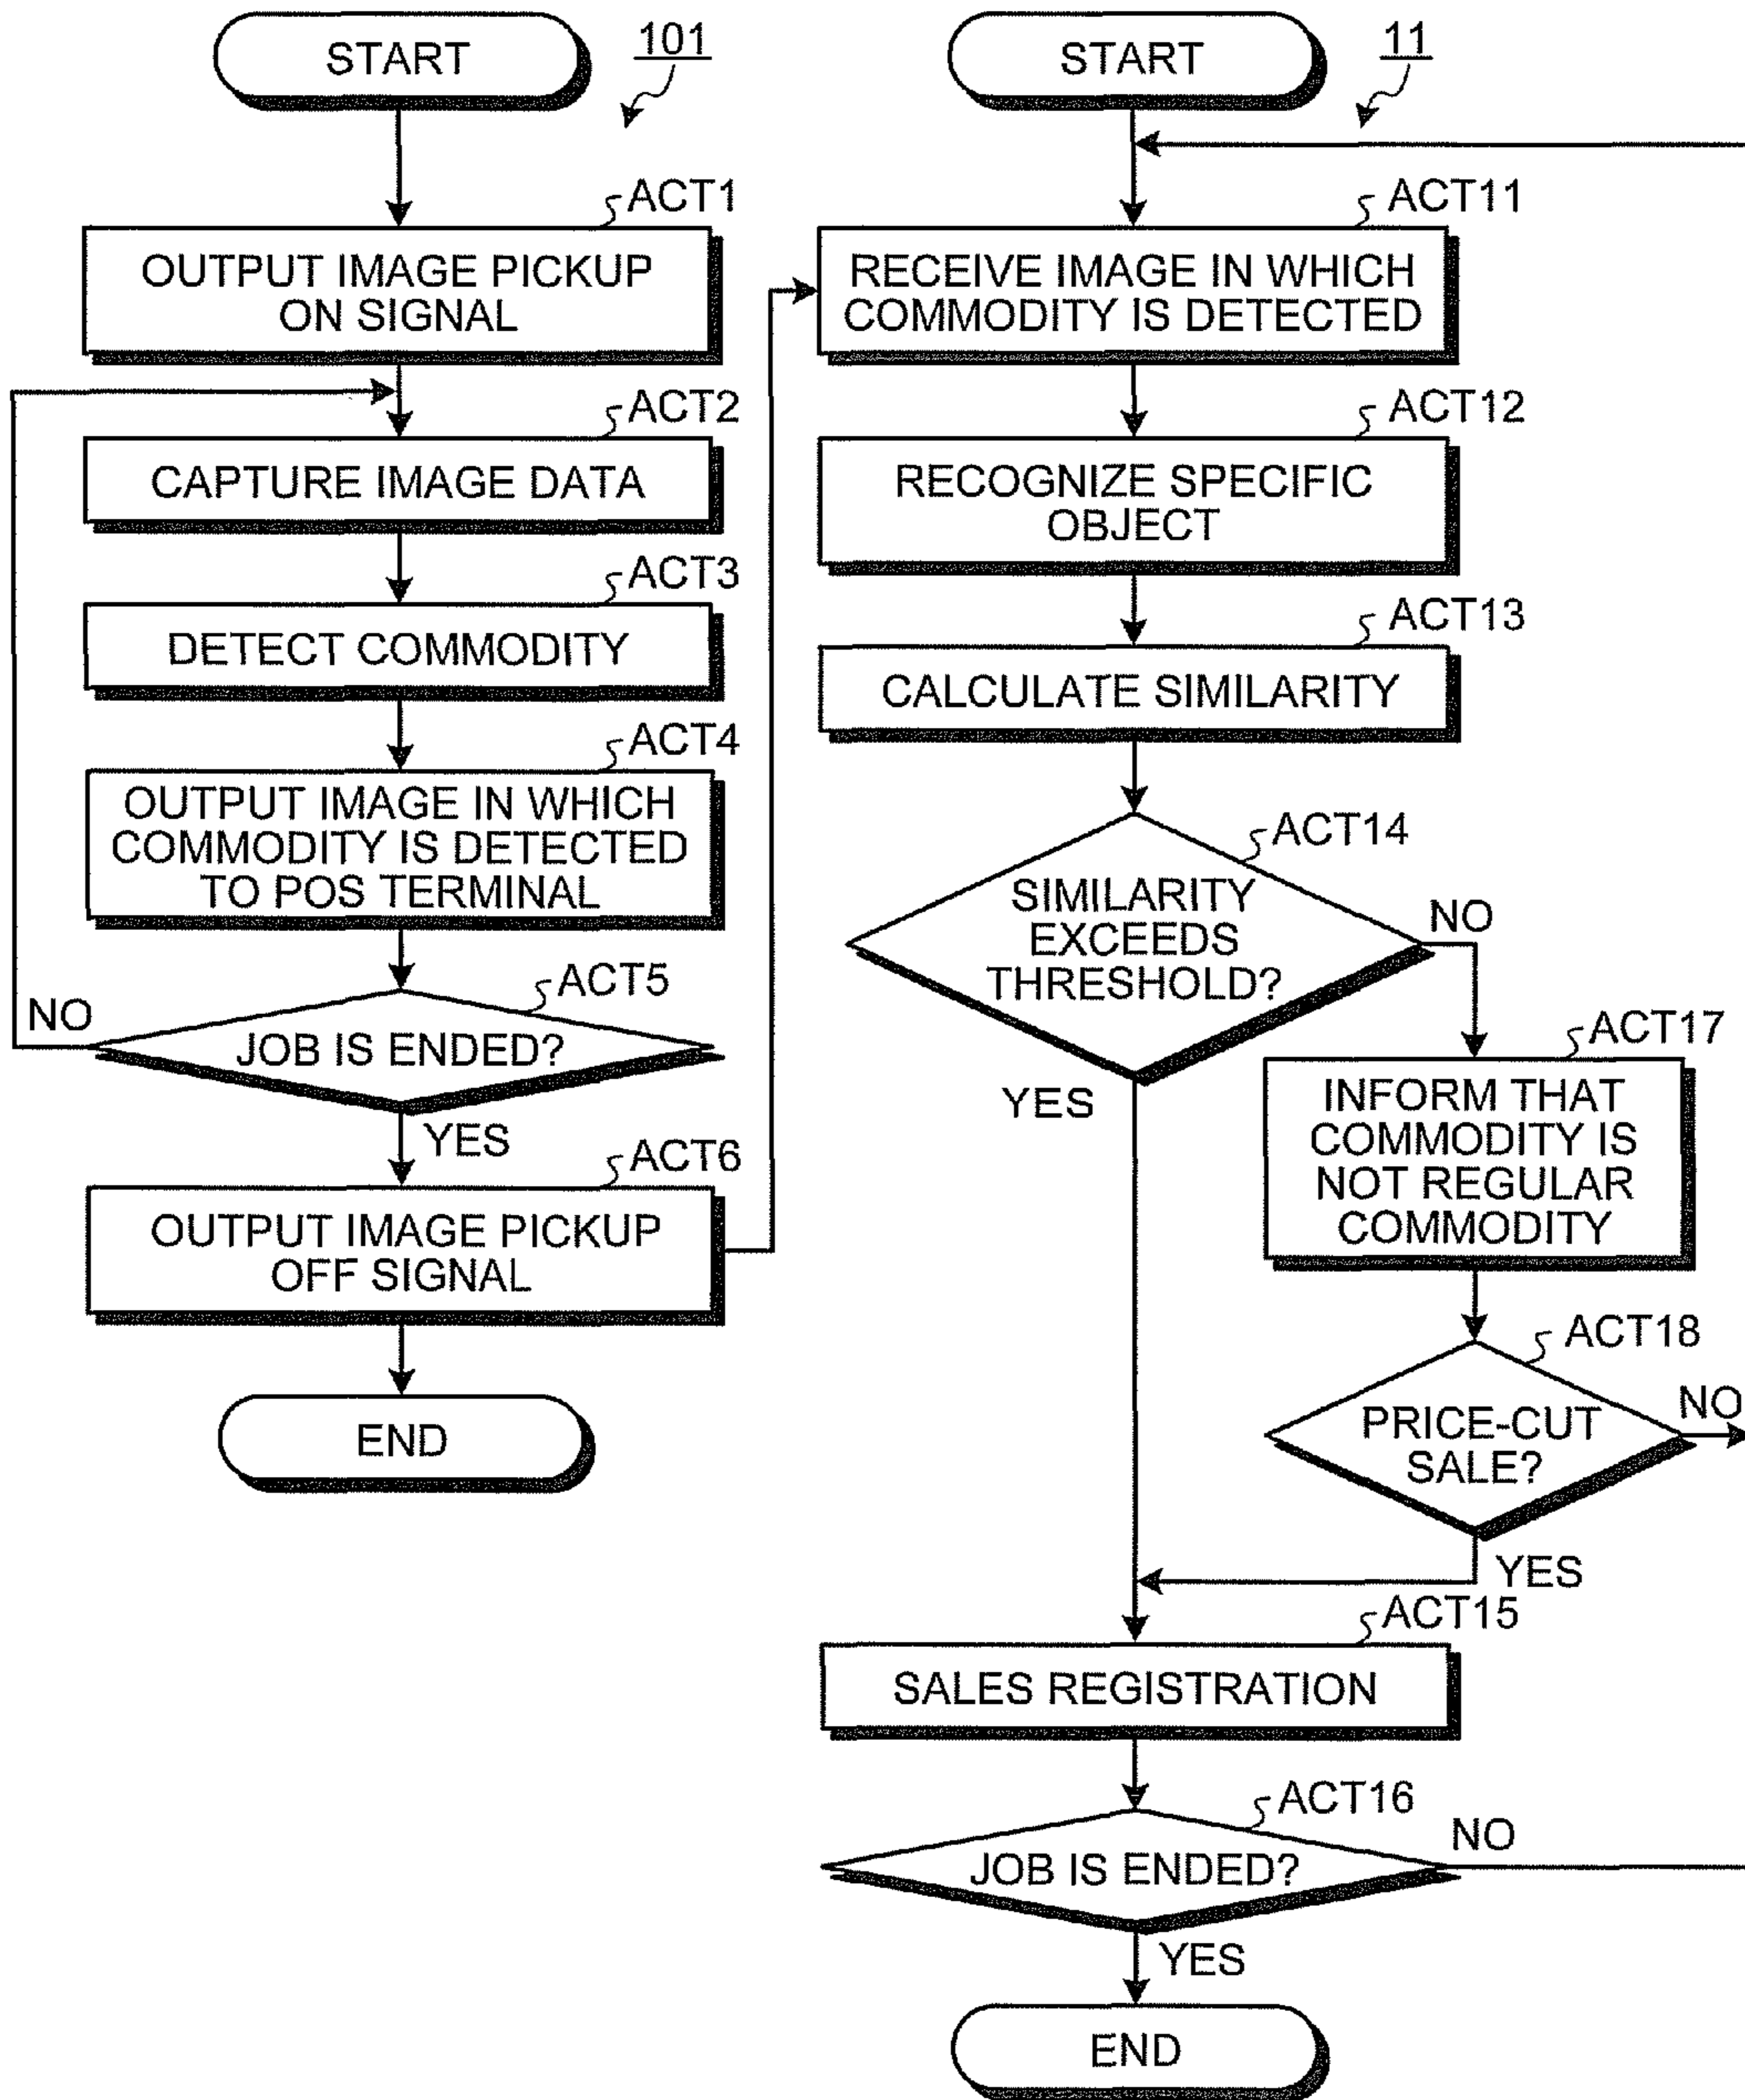 START
101
ACT1
OUTPUT IMAGE PICKUP
ON SIGNAL
ACT2
CAPTURE IMAGE DATA
ACT3
DETECT COMMODITY
ACT4
OUTPUT IMAGE IN WHICH
COMMODITY IS DETECTED
TO POS TERMINAL
ACT5
NO
JOB IS ENDED?
YES
ACT6
OUTPUT IMAGE PICKUP
OFF SIGNAL
END
START
11
ACT11
RECEIVE IMAGE IN WHICH
COMMODITY IS DETECTED
ACT12
RECOGNIZE SPECIFIC
OBJECT
ACT13
CALCULATE SIMILARITY
ACT14
SIMILARITY
EXCEEDS
THRESHOLD?
NO
YES
ACT17
INFORM THAT
COMMODITY IS
NOT REGULAR
COMMODITY
ACT18
PRICE-CUT
SALE?
NO
YES
ACT15
SALES REGISTRATION
ACT16
JOB IS ENDED?
NO
YES
END